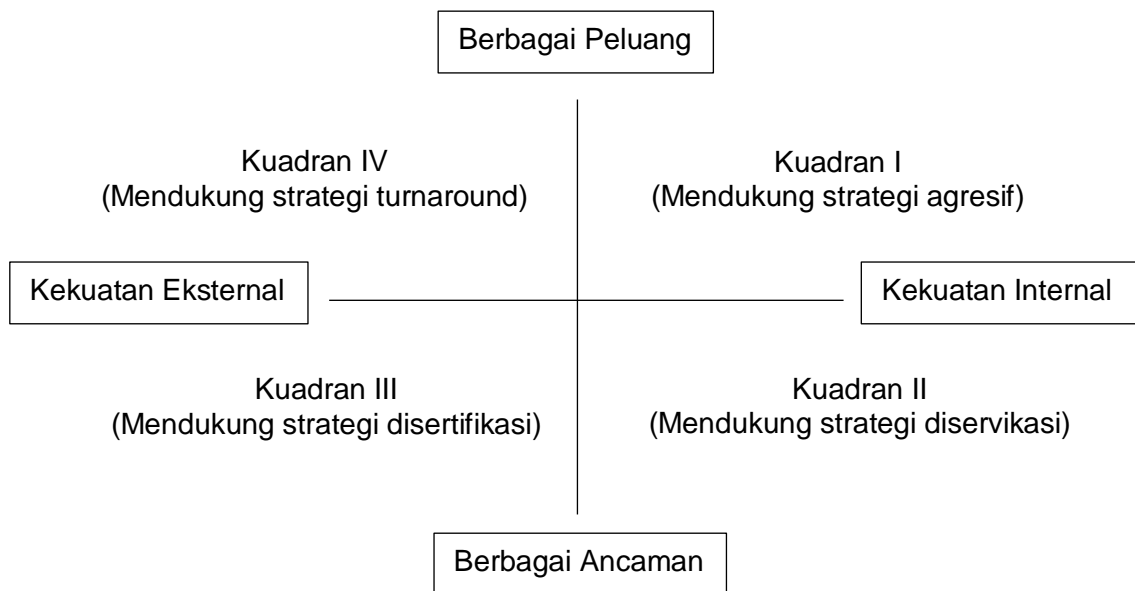 Berbagai Peluang
Kuadran IV
(Mendukung strategi turnaround)
Kuadran I
(Mendukung strategi agresif)
Kekuatan Eksternal
Kekuatan Internal
Kuadran III
(Mendukung strategi disertifikasi)
Kuadran II
(Mendukung strategi diservikasi)
Berbagai Ancaman